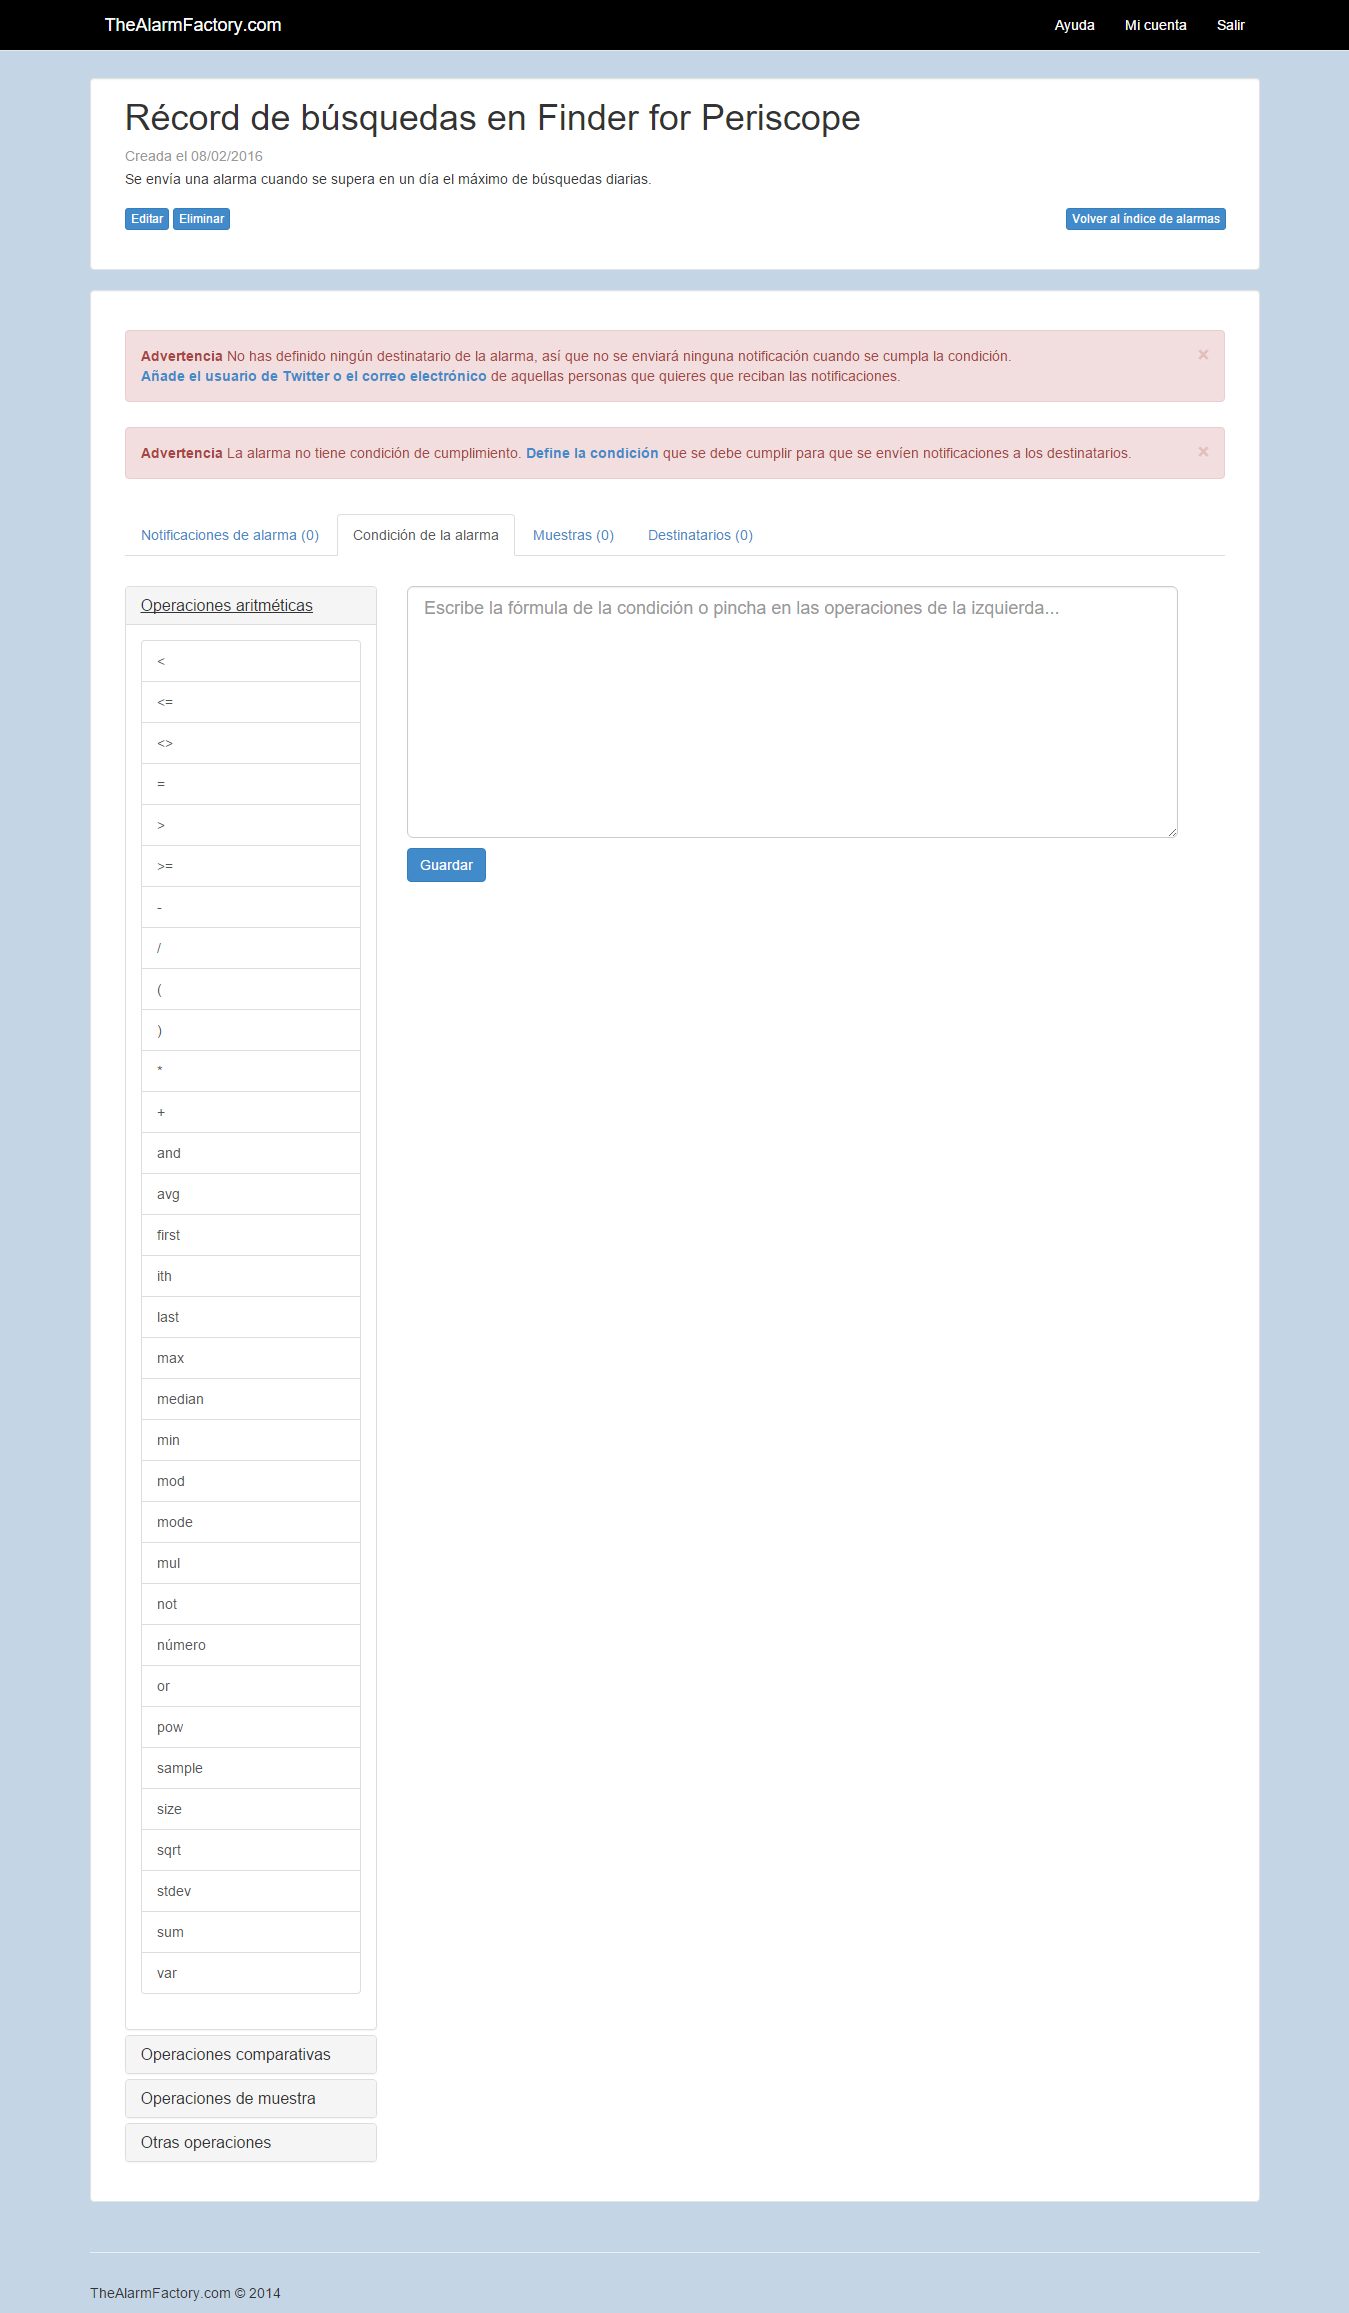 TheAlarmFactory.com
Ayuda
Mi cuenta
Salir
Récord de búsquedas en Finder for Periscope
Creada el 08/02/2016
Se envía una alarma cuando se supera en un día el máximo de búsquedas diarias.
Editar
Eliminar
Volver al índice de alarmas
Advertencia No has definido ningún destinatario de la alarma, así que no se enviará ninguna notificación cuando se cumpla la condición.
×
Añade el usuario de Twitter o el correo electrónico de aquellas personas que quieres que reciban las notificaciones.
Advertencia La alarma no tiene condición de cumplimiento. Define la condición que se debe cumplir para que se envíen notificaciones a los destinatarios.
×
Notificaciones de alarma (0)
Condición de la alarma
Muestras (0)
Destinatarios (0)
Operaciones aritméticas
<
<=
<>
=
>
>=
-
/
(
)
*
+
and
avg
first
ith
last
max
median
min
mod
mode
mul
not
número
or
pow
sample
size
sqrt
stdev
sum
var
Operaciones comparativas
Operaciones de muestra
Otras operaciones
Escribe la fórmula de la condición o pincha en las operaciones de la izquierda...
Guardar
TheAlarmFactory.com © 2014